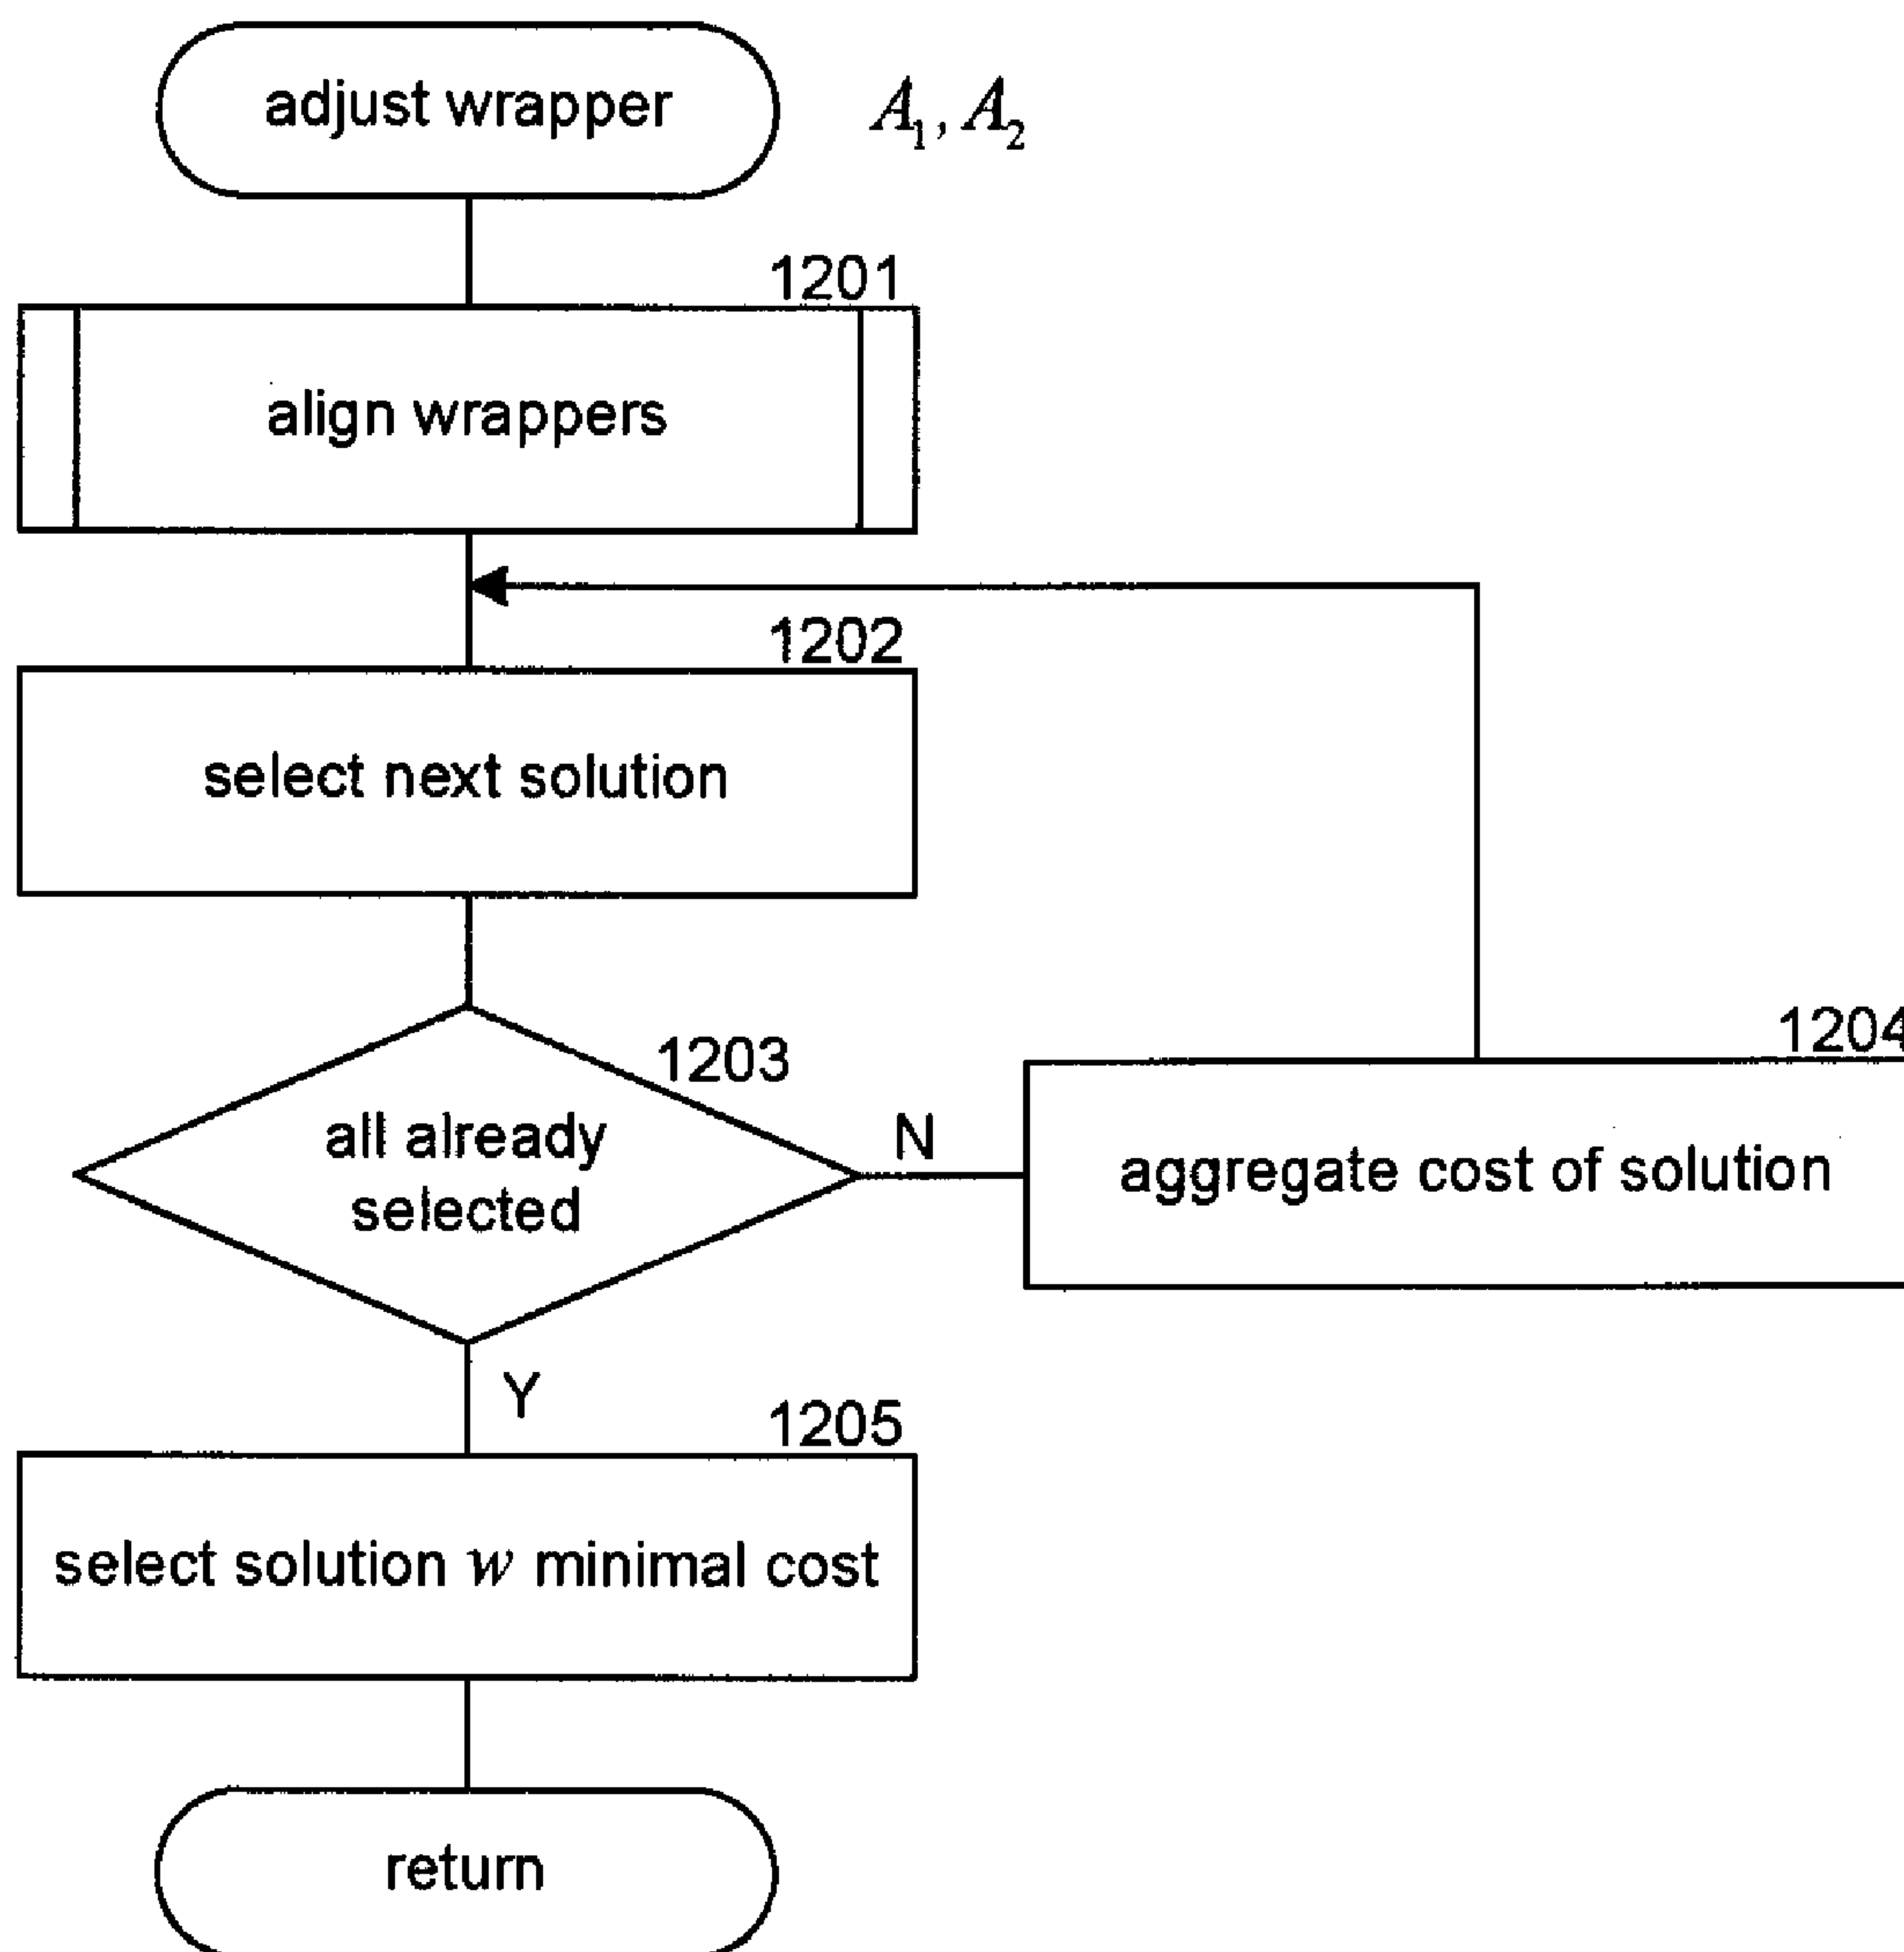 adjust wrapper
A₁, A₂
1201
align wrappers
1202
select next solution
1203
all already
selected
N
1204
aggregate cost of solution
Y
1205
select solution w minimal cost
return